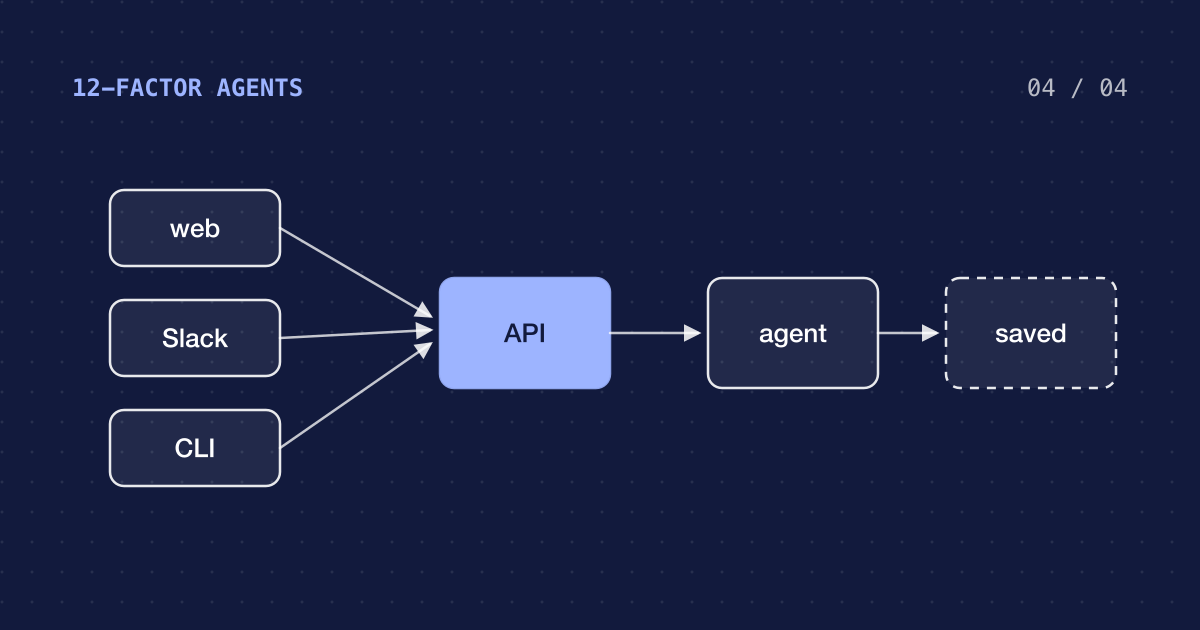 12–FACTOR AGENTS
04 / 04
web
Slack
CLI
API
agent
saved